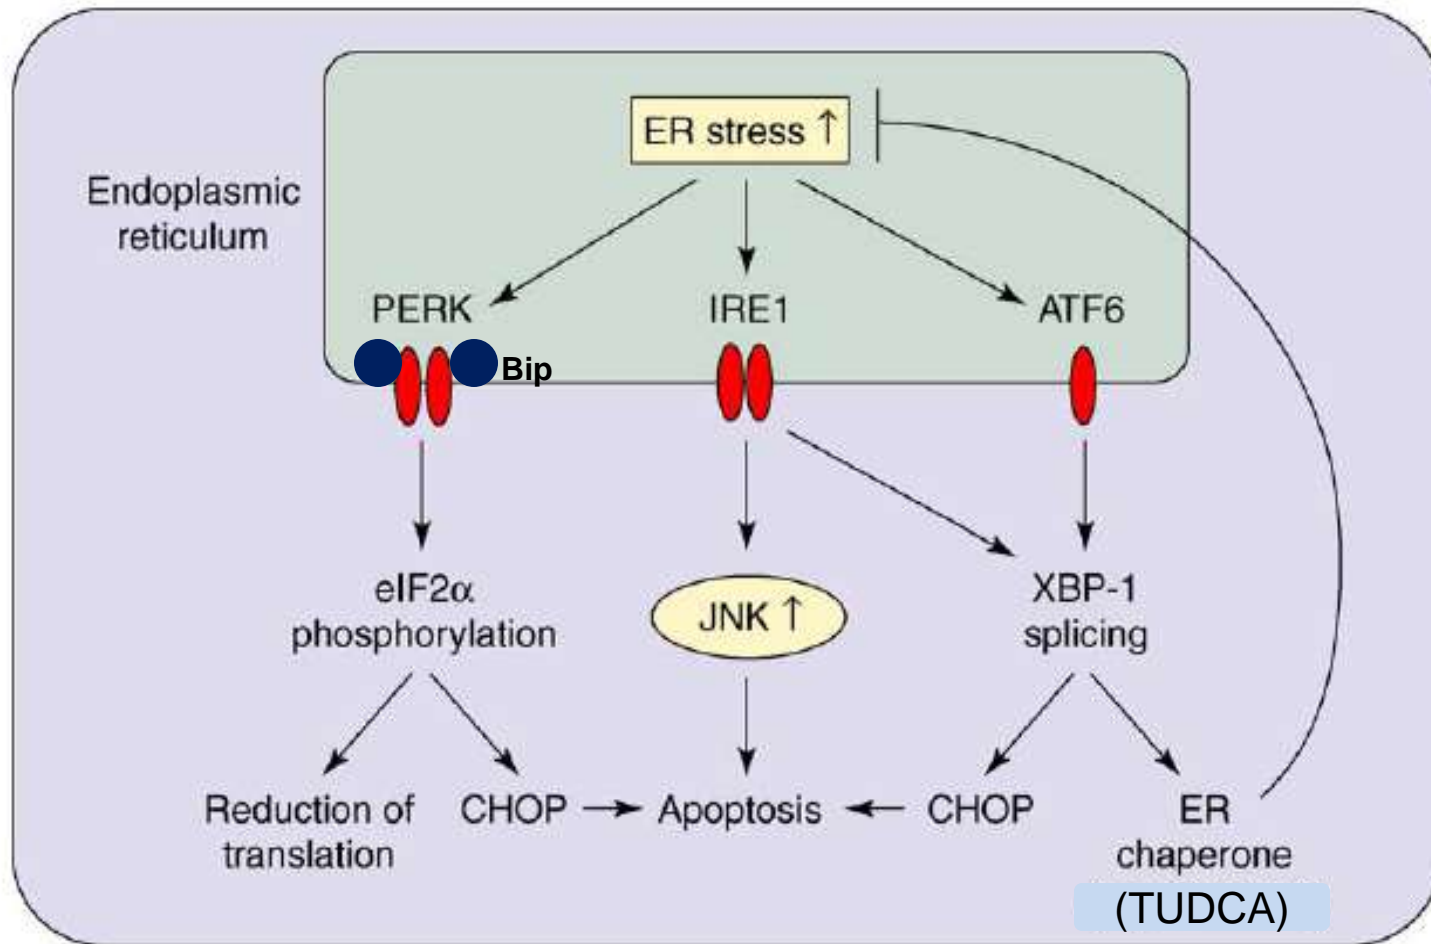 ER stress ↑
Endoplasmic
reticulum
PERK
IRE1
ATF6
Bip
eIF2α
phosphorylation
JNK ↑
XBP-1
splicing
Reduction of
translation
CHOP
Apoptosis
CHOP
ER
chaperone
(TUDCA)